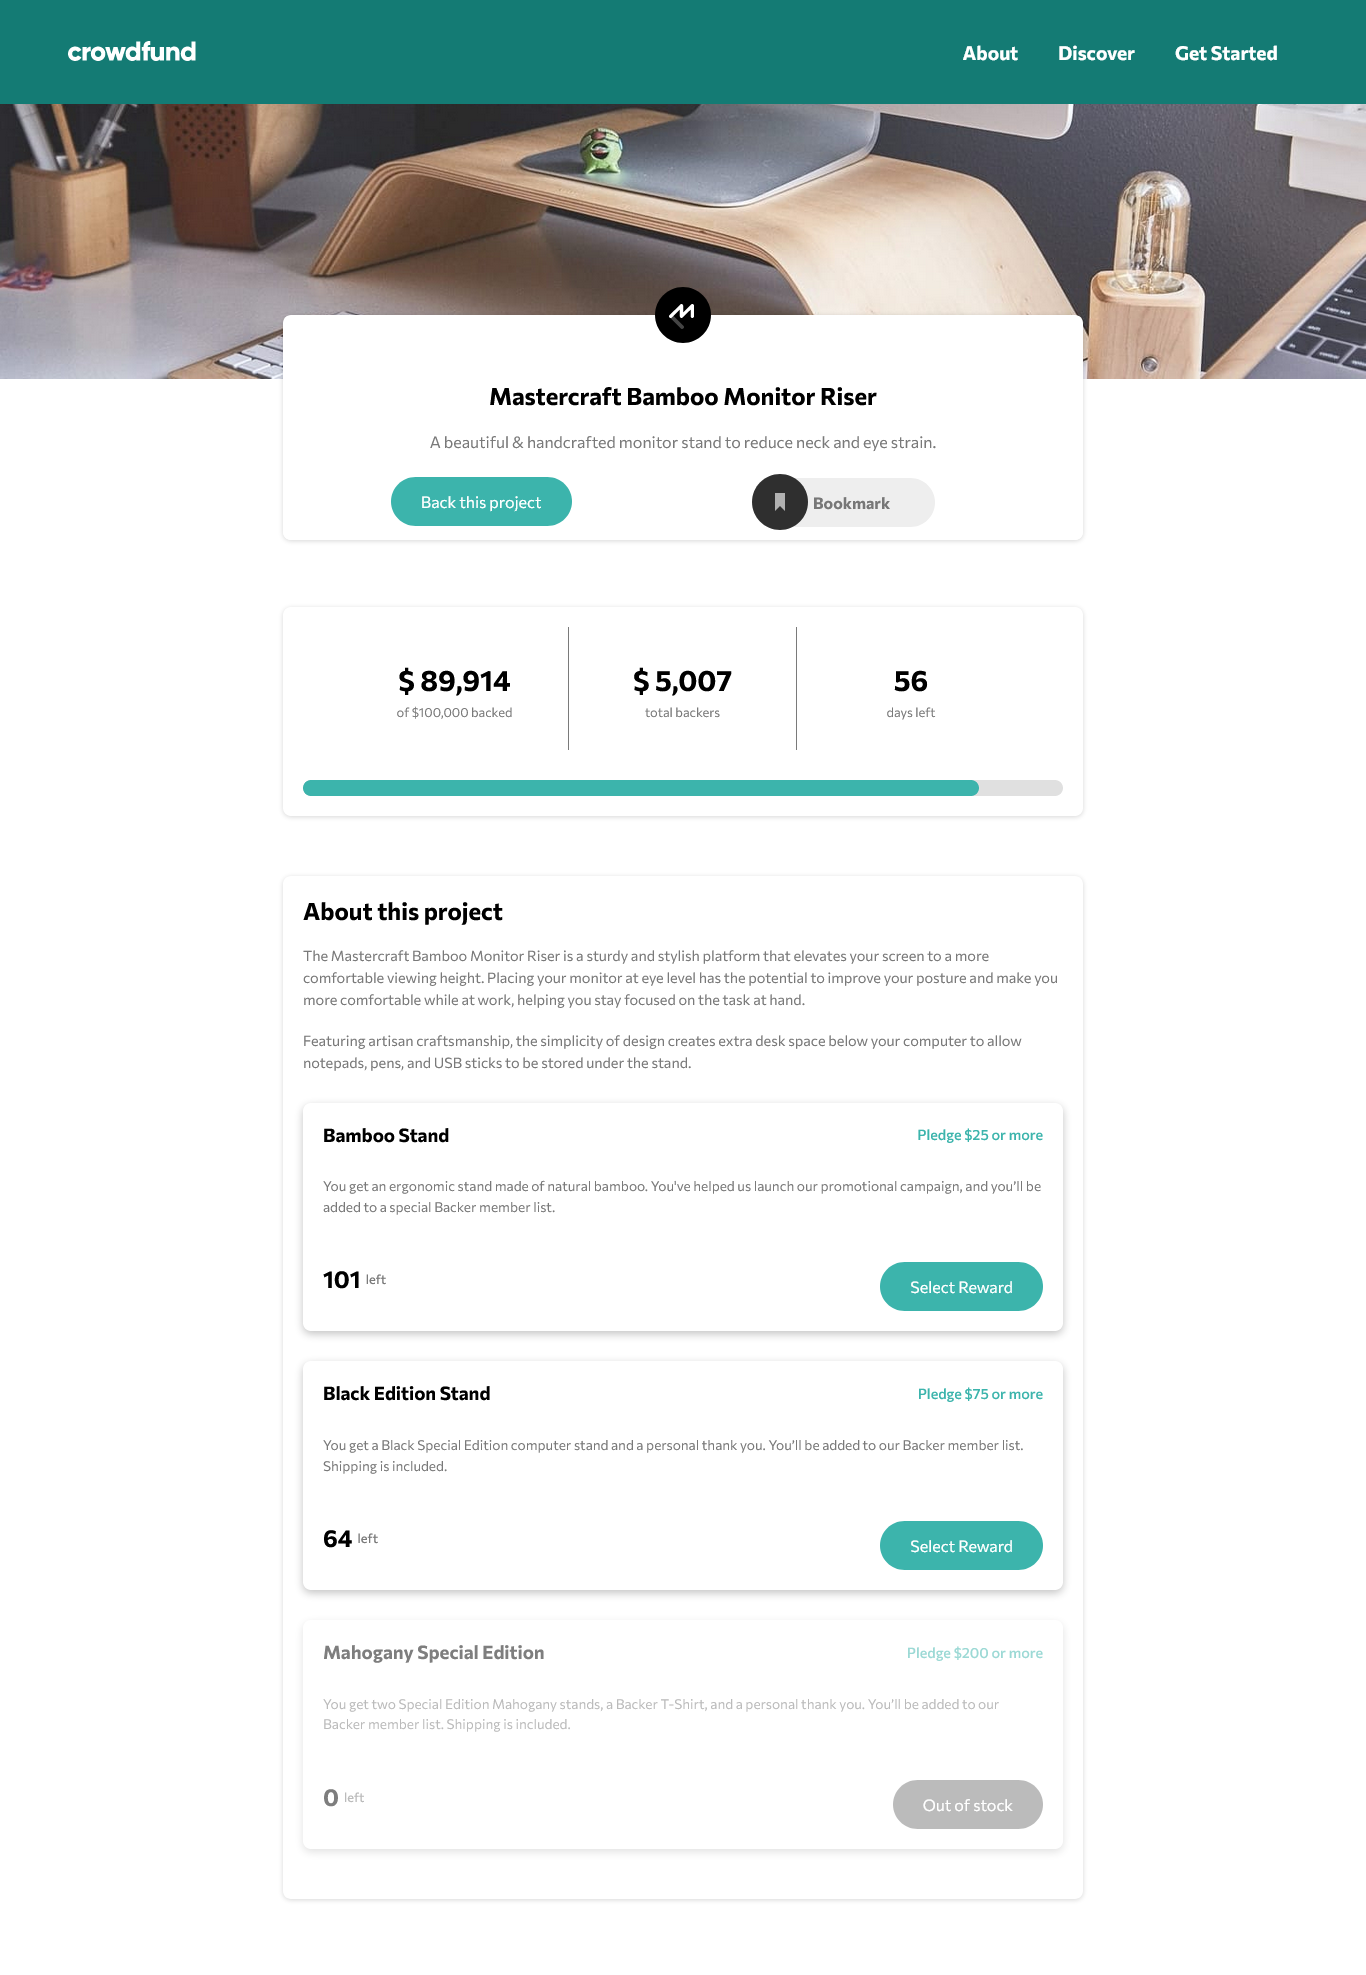 crowdfund
About Discover Get Started
Mastercraft Bamboo Monitor Riser
A beautiful & handcrafted monitor stand to reduce neck and eye strain.
Back this project Bookmark
$ 89,914 $ 5,007 56
of $100,000 backed total backers days left
About this project
The Mastercraft Bamboo Monitor Riser is a sturdy and stylish platform that elevates your screen to a more
comfortable viewing height. Placing your monitor at eye level has the potential to improve your posture and make you
more comfortable while at work, helping you stay focused on the task at hand.
Featuring artisan craftsmanship, the simplicity of design creates extra desk space below your computer to allow
notepads, pens, and USB sticks to be stored under the stand.
Bamboo Stand Pledge $25 or more
You get an ergonomic stand made of natural bamboo. You've helped us launch our promotional campaign, and you'll be
added to a special Backer member list.
101 left Select Reward
Black Edition Stand Pledge $75 or more
You get a Black Special Edition computer stand and a personal thank you. You'll be added to our Backer member list.
Shipping is included.
64 left Select Reward
Mahogany Special Edition Pledge $200 or more
You get two Special Edition Mahogany stands, a Backer T-Shirt, and a personal thank you. You'll be added to our
Backer member list. Shipping is included.
0 left Out of stock